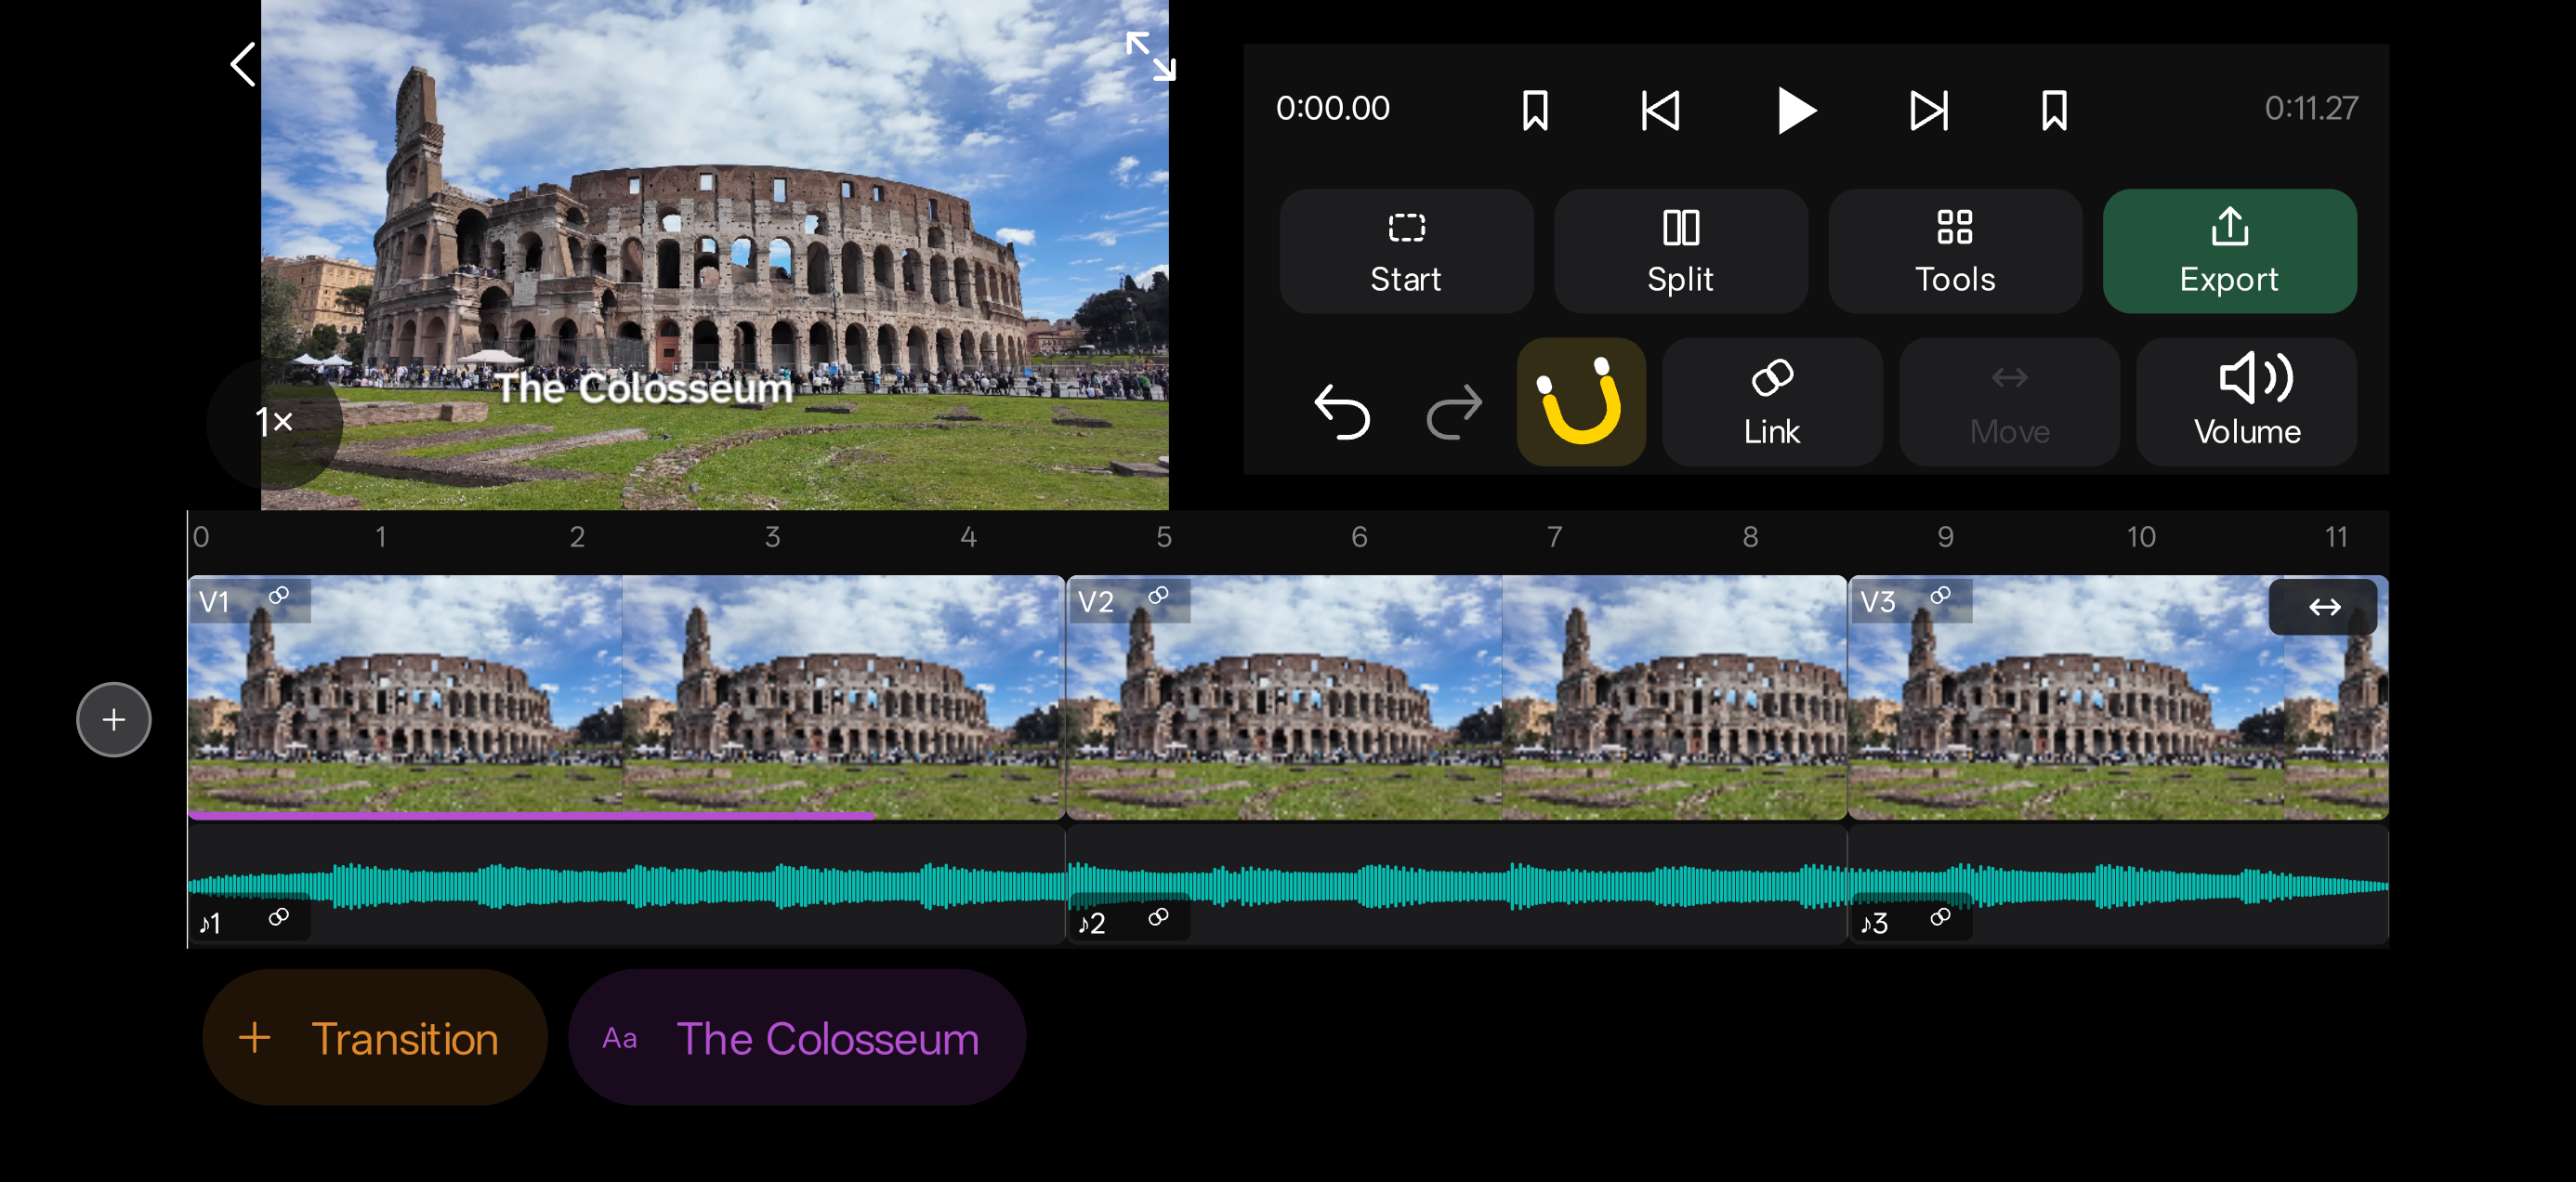 The Colosseum
1×
0:00.00
0:11.27
Start
Split
Tools
Export
Link
Move
Volume
0 1 2 3 4 5 6 7 8 9 10 11
V1
V2
V3
♪1
♪2
♪3
+ Transition
Aa The Colosseum